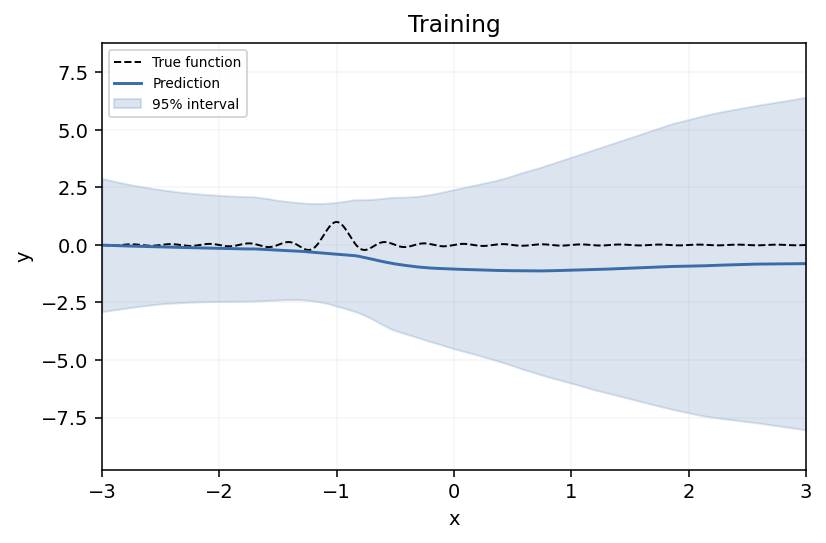 Training
True function
Prediction
95% interval
7.5
5.0
2.5
0.0
−2.5
−5.0
−7.5
y
−3 −2 −1 0 1 2 3
x